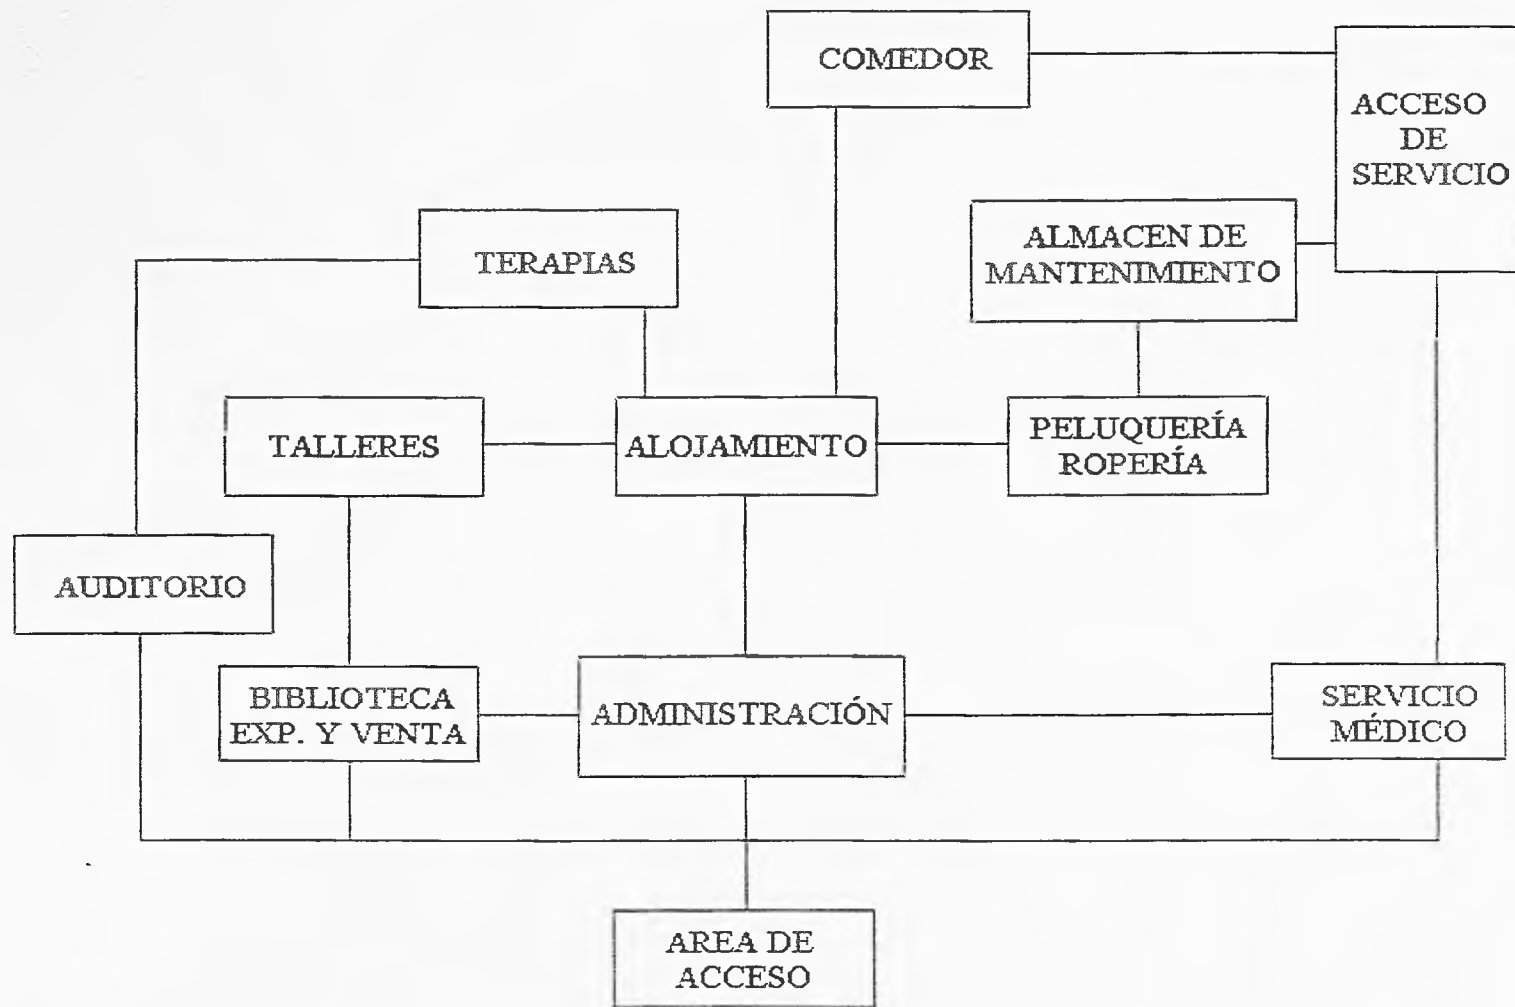 COMEDOR
ACCESO
DE
SERVICIO
ALMACEN DE
MANTENIMIENTO
TERAPIAS
TALLERES
ALOJAMIENTO
PELUQUERÍA
ROPERÍA
AUDITORIO
BIBLIOTECA
EXP. Y VENTA
ADMINISTRACIÓN
SERVICIO
MÉDICO
AREA DE
ACCESO